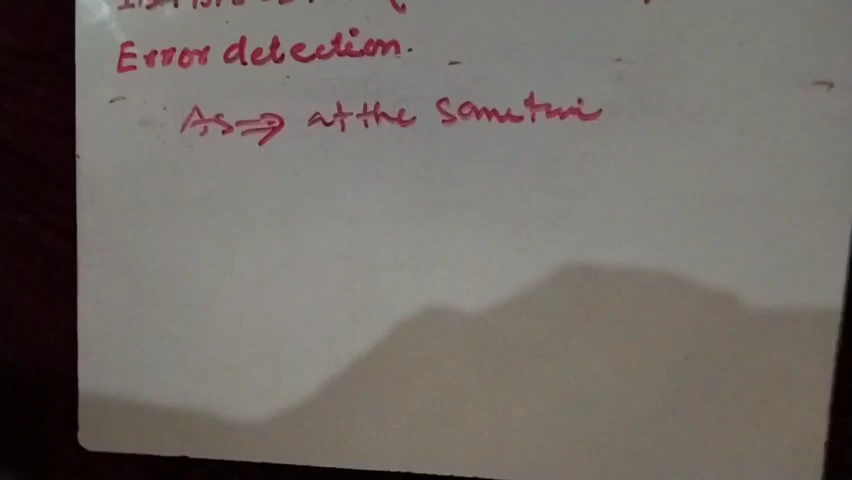 Error detection.
As ⇒ at the same time